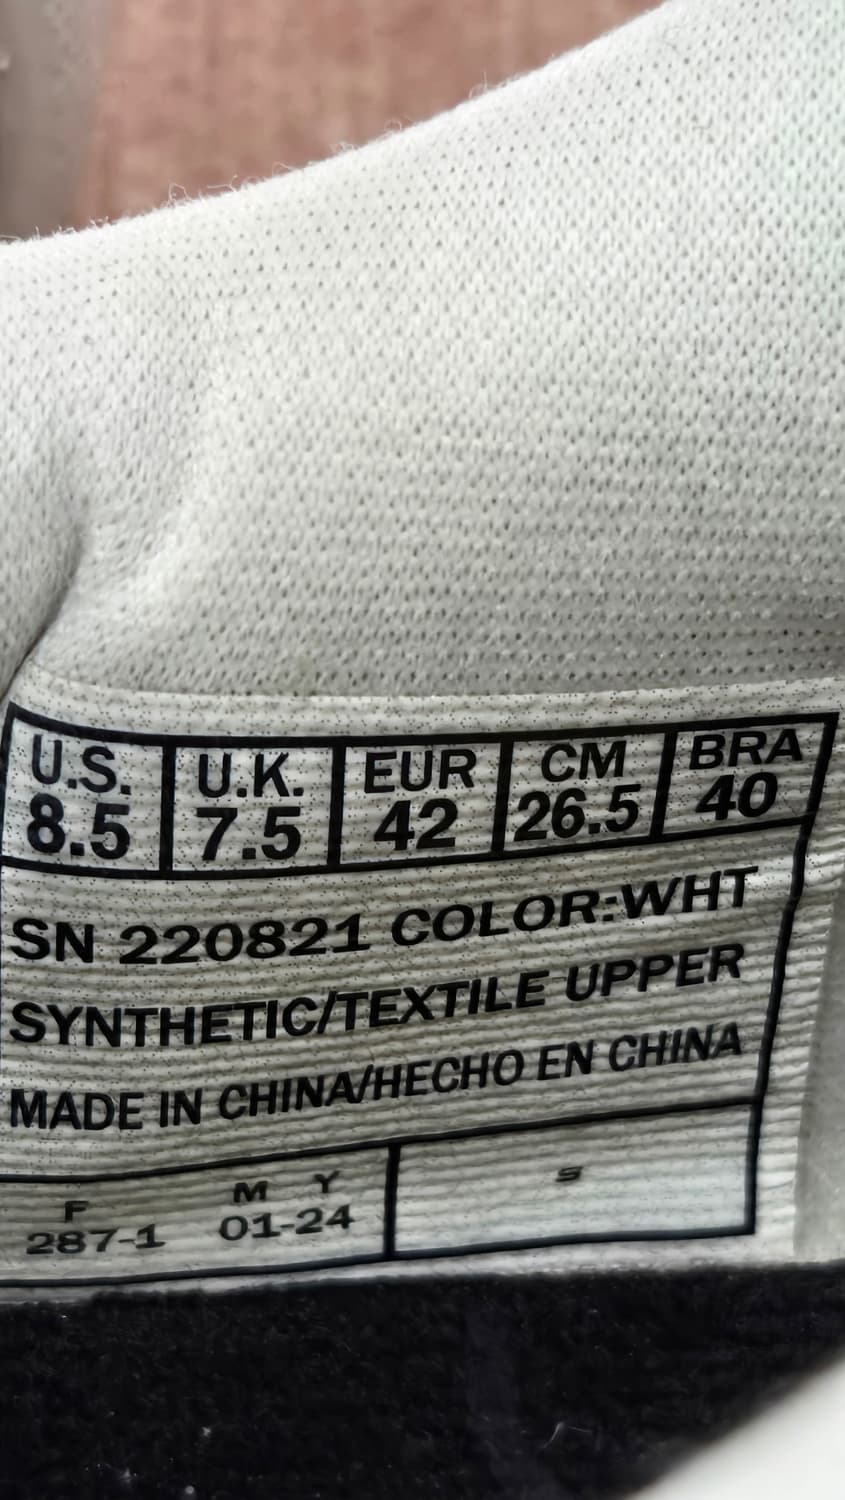 U.S. U.K. EUR CM BRA
8.5 7.5 42 26.5 40
SN 220821 COLOR:WHT
SYNTHETIC/TEXTILE UPPER
MADE IN CHINA/HECHO EN CHINA
F M Y S
287-1 01-24